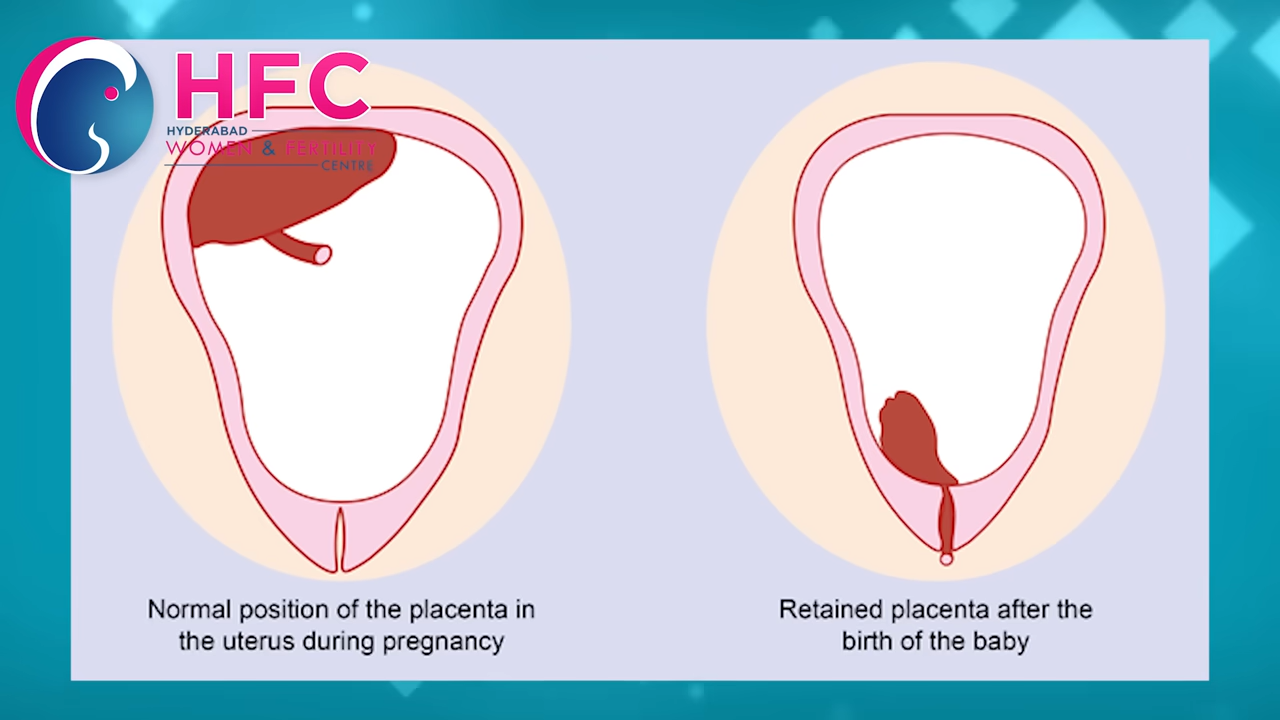 HFC
HYDERABAD
WOMEN & FERTILITY
CENTRE
Normal position of the placenta in
the uterus during pregnancy
Retained placenta after the
birth of the baby